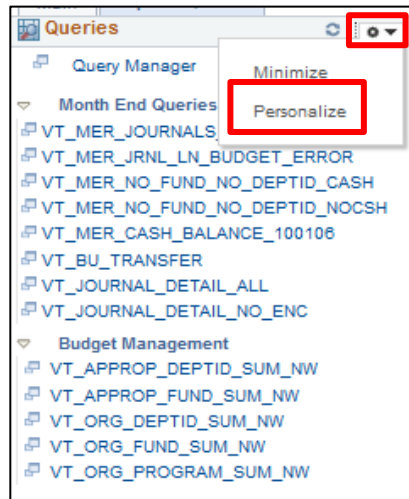 Queries
Query Manager
Minimize
Month End Queries
Personalize
VT_MER_JOURNALS_
VT_MER_JRNL_LN_BUDGET_ERROR
VT_MER_NO_FUND_NO_DEPTID_CASH
VT_MER_NO_FUND_NO_DEPTID_NOCSH
VT_MER_CASH_BALANCE_100106
VT_BU_TRANSFER
VT_JOURNAL_DETAIL_ALL
VT_JOURNAL_DETAIL_NO_ENC
Budget Management
VT_APPROP_DEPTID_SUM_NW
VT_APPROP_FUND_SUM_NW
VT_ORG_DEPTID_SUM_NW
VT_ORG_FUND_SUM_NW
VT_ORG_PROGRAM_SUM_NW